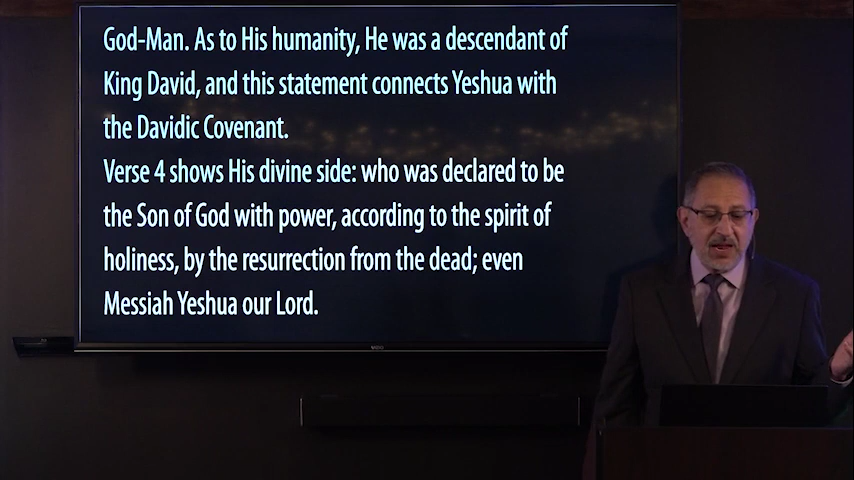 God-Man. As to His humanity, He was a descendant of
King David, and this statement connects Yeshua with
the Davidic Covenant.
Verse 4 shows His divine side: who was declared to be
the Son of God with power, according to the spirit of
holiness, by the resurrection from the dead; even
Messiah Yeshua our Lord.